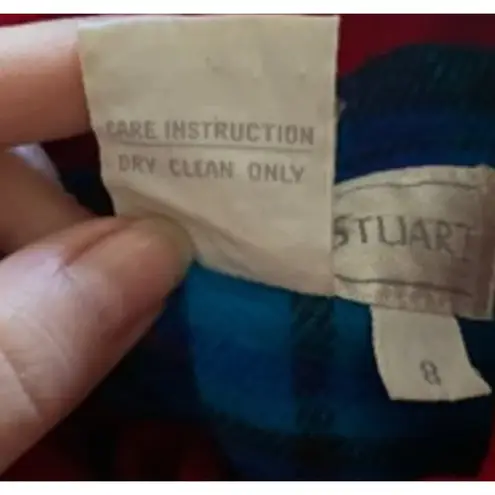 CARE INSTRUCTION
DRY CLEAN ONLY
STUART
8